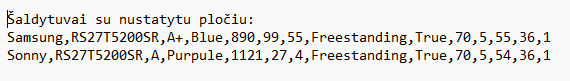 Šaldytuvai su nustatytu pločiu:
Samsung,RS27T5200SR,A+,Blue,890,99,55,Freestanding,True,70,5,55,36,1
Sonny,RS27T5200SR,A,Purpule,1121,27,4,Freestanding,True,70,5,54,36,1